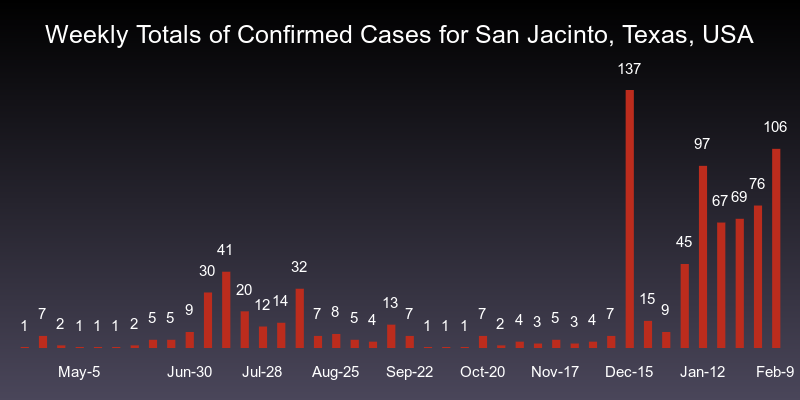 Weekly Totals of Confirmed Cases for San Jacinto, Texas, USA
1 7 2 1 1 1 2 5 5 9 30 41 20 12 14 32 7 8 5 4 13 7 1 1 1 7 2 4 3 5 3 4 7 137 15 9 45 97 67 69 76 106
May-5 Jun-30 Jul-28 Aug-25 Sep-22 Oct-20 Nov-17 Dec-15 Jan-12 Feb-9